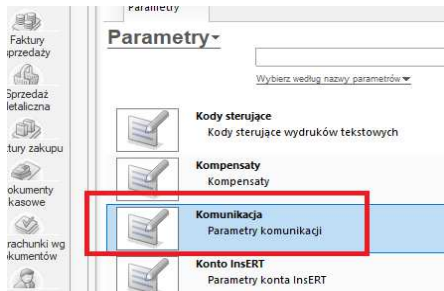 Parametry
Parametry
Wybierz według nazwy parametrów
Faktury
sprzedaży
Sprzedaż
detaliczna
tury zakupu
okumenty
kasowe
rachunki wg
okumentów
Kody sterujące
Kody sterujące wydruków tekstowych
Kompensaty
Kompensaty
Komunikacja
Parametry komunikacji
Konto InsERT
Parametry konta InsERT